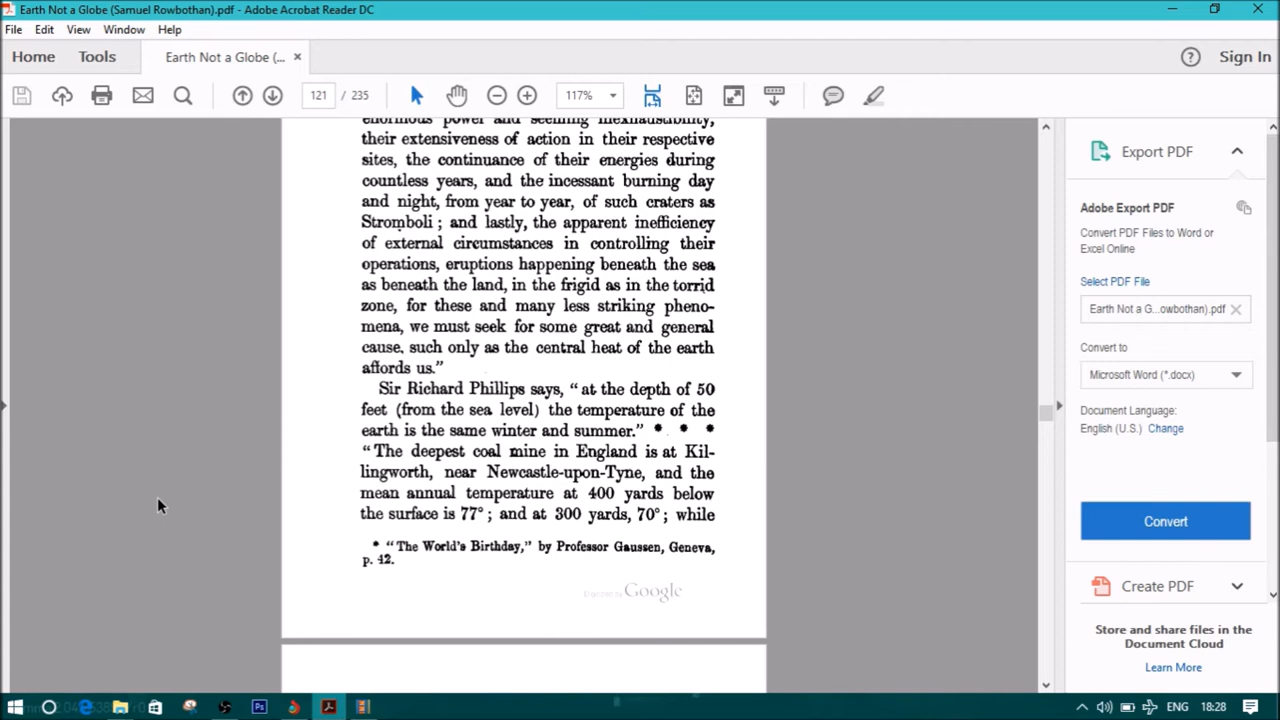 Earth Not a Globe (Samuel Rowbothan).pdf - Adobe Acrobat Reader DC
File Edit View Window Help
Home Tools Earth Not a Globe (... × Sign In
121 / 235 117%
enormous power and seeming inexhaustibility,
their extensiveness of action in their respective
sites, the continuance of their energies during
countless years, and the incessant burning day
and night, from year to year, of such craters as
Stromboli ; and lastly, the apparent inefficiency
of external circumstances in controlling their
operations, eruptions happening beneath the sea
as beneath the land, in the frigid as in the torrid
zone, for these and many less striking pheno-
mena, we must seek for some great and general
cause, such only as the central heat of the earth
affords us."
Sir Richard Phillips says, "at the depth of 50
feet (from the sea level) the temperature of the
earth is the same winter and summer." * * *
"The deepest coal mine in England is at Kil-
lingworth, near Newcastle-upon-Tyne, and the
mean annual temperature at 400 yards below
the surface is 77° ; and at 300 yards, 70° ; while
* "The World's Birthday," by Professor Gaussen, Geneva,
p. 42.
Digitized by Google
Export PDF
Adobe Export PDF
Convert PDF Files to Word or
Excel Online
Select PDF File
Earth Not a G...owbothan).pdf
Convert to
Microsoft Word (*.docx)
Document Language:
English (U.S.) Change
Convert
Create PDF
Store and share files in the
Document Cloud
Learn More
ENG 18:28